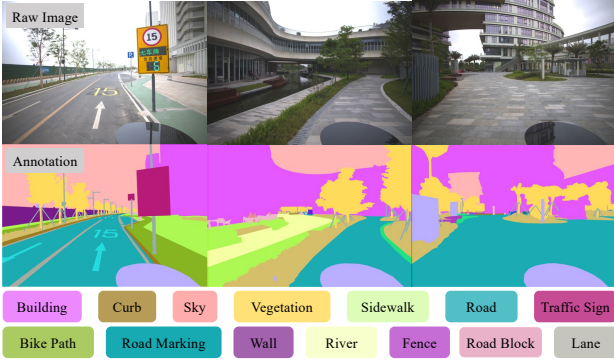 Raw Image
15
15
Annotation
15
Building
Curb
Sky
Vegetation
Sidewalk
Road
Traffic Sign
Bike Path
Road Marking
Wall
River
Fence
Road Block
Lane